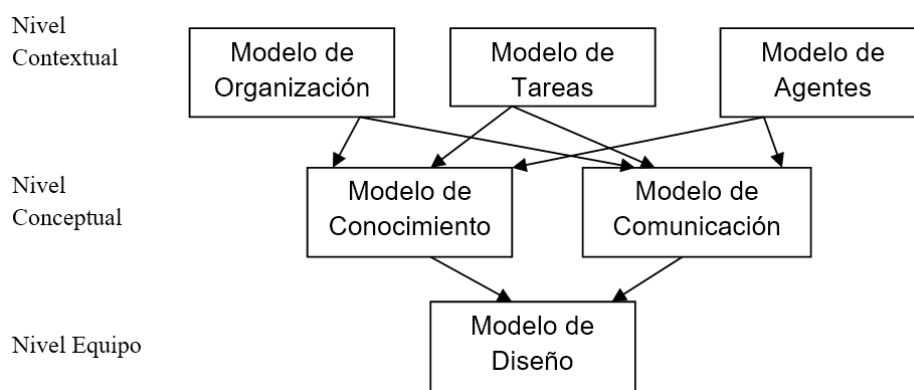 Nivel
Contextual
Modelo de
Organización
Modelo de
Tareas
Modelo de
Agentes
Nivel
Conceptual
Modelo de
Conocimiento
Modelo de
Comunicación
Nivel Equipo
Modelo de
Diseño